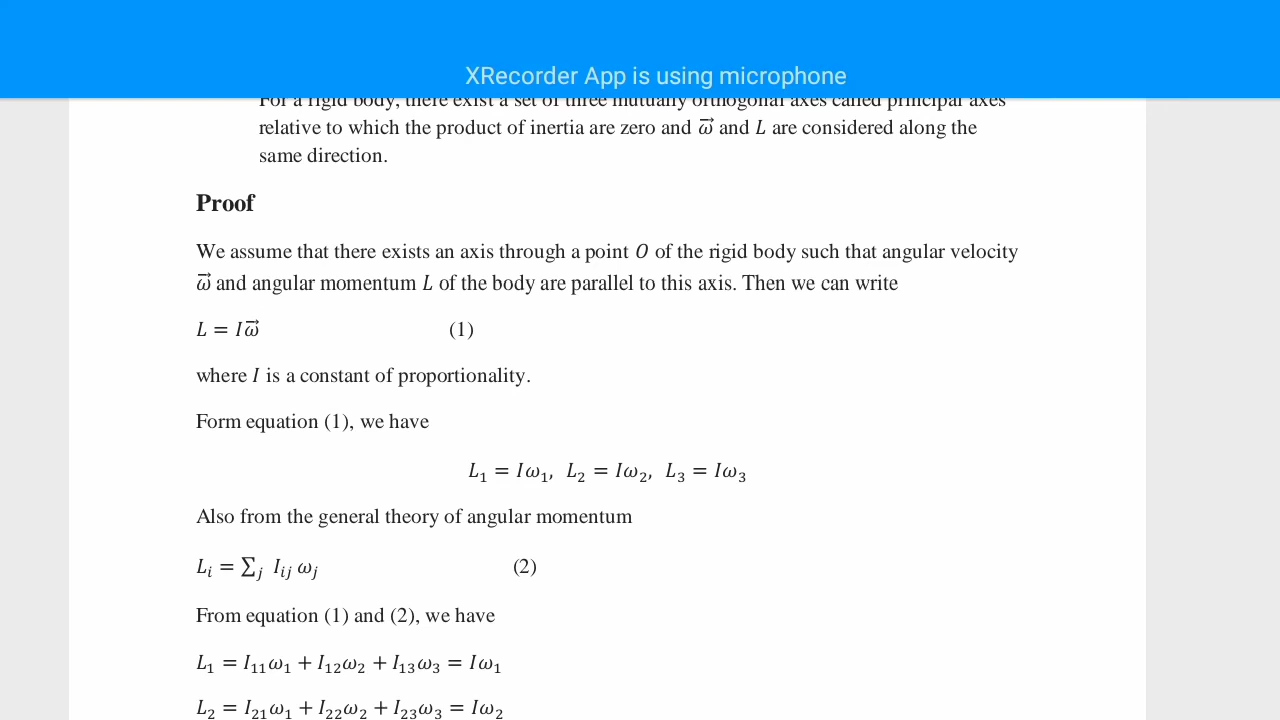 XRecorder App is using microphone
For a rigid body, there exist a set of three mutually orthogonal axes called principal axes
relative to which the product of inertia are zero and ω⃗ and L are considered along the
same direction.
Proof
We assume that there exists an axis through a point O of the rigid body such that angular velocity
ω⃗ and angular momentum L of the body are parallel to this axis. Then we can write
L = Iω⃗ (1)
where I is a constant of proportionality.
Form equation (1), we have
L₁ = Iω₁, L₂ = Iω₂, L₃ = Iω₃
Also from the general theory of angular momentum
Lᵢ = ∑ⱼ Iᵢⱼ ωⱼ (2)
From equation (1) and (2), we have
L₁ = I₁₁ω₁ + I₁₂ω₂ + I₁₃ω₃ = Iω₁
L₂ = I₂₁ω₁ + I₂₂ω₂ + I₂₃ω₃ = Iω₂